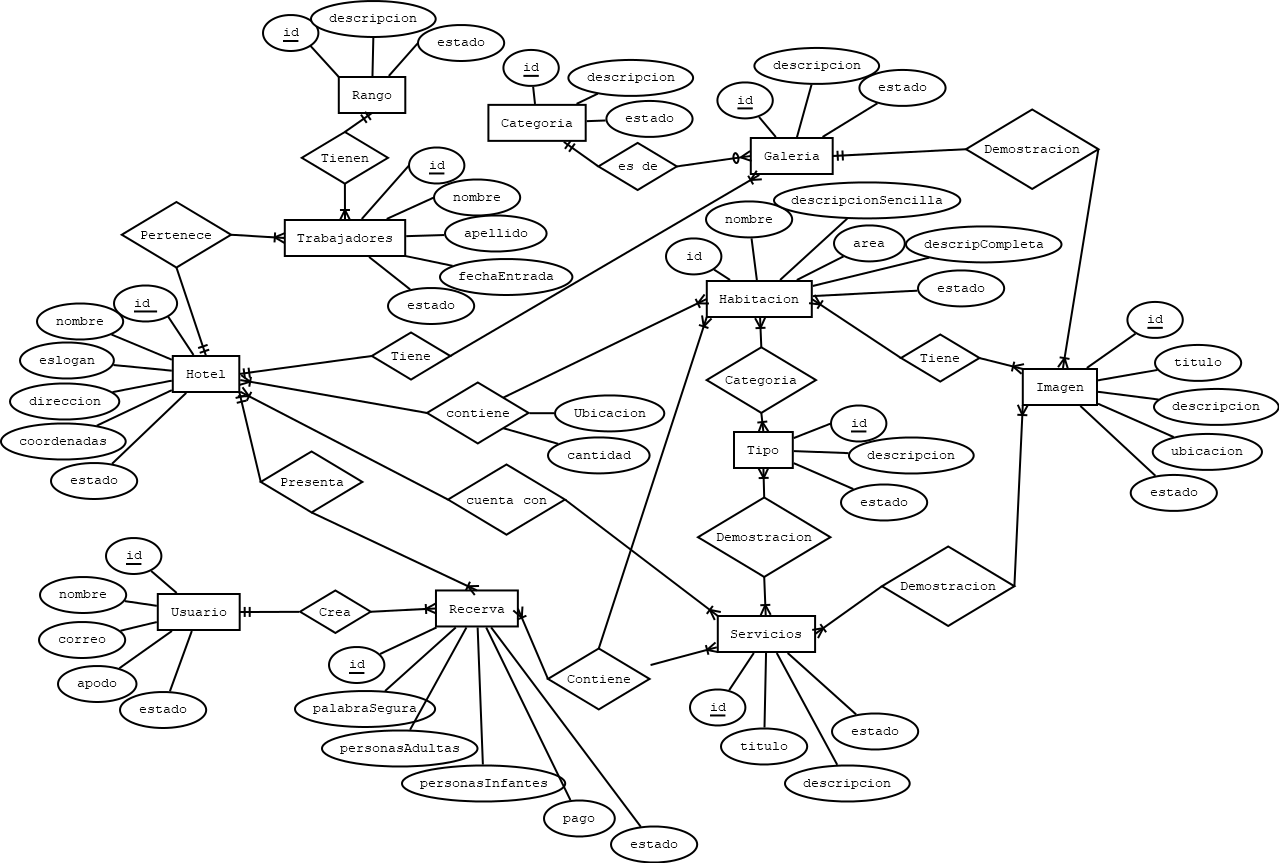 descripcion
id
estado
Rango
Tienen
id
descripcion
estado
Categoria
es de
descripcion
estado
id
Galeria
Demostracion
id
nombre
apellido
fechaEntrada
estado
Trabajadores
Pertenece
descripcionSencilla
nombre
area
descripCompleta
id
estado
Habitacion
id
nombre
eslogan
direccion
coordenadas
estado
Hotel
Tiene
contiene
Ubicacion
cantidad
Categoria
Tiene
id
titulo
descripcion
ubicacion
estado
Imagen
id
descripcion
estado
Tipo
Presenta
cuenta con
Demostracion
Demostracion
id
nombre
correo
apodo
estado
Usuario
Crea
Recerva
id
palabraSegura
personasAdultas
personasInfantes
pago
estado
Contiene
Servicios
id
titulo
descripcion
estado